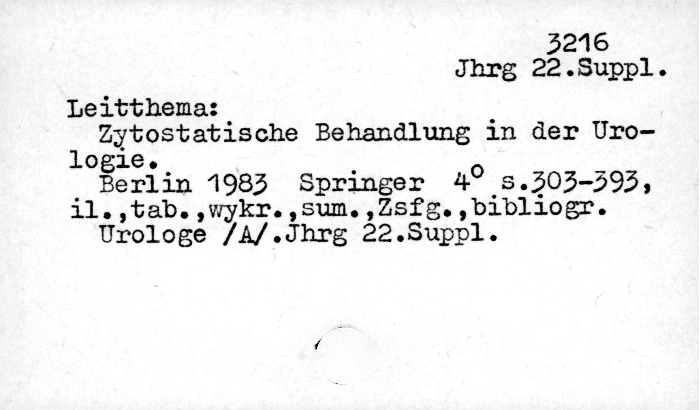 3216
Jhrg 22.Suppl.
Leitthema:
Zytostatische Behandlung in der Uro-
logie.
Berlin 1983 Springer 4° s.303-393,
il.,tab.,wykr.,sum.,Zsfg.,bibliogr.
Urologe /A/.Jhrg 22.Suppl.